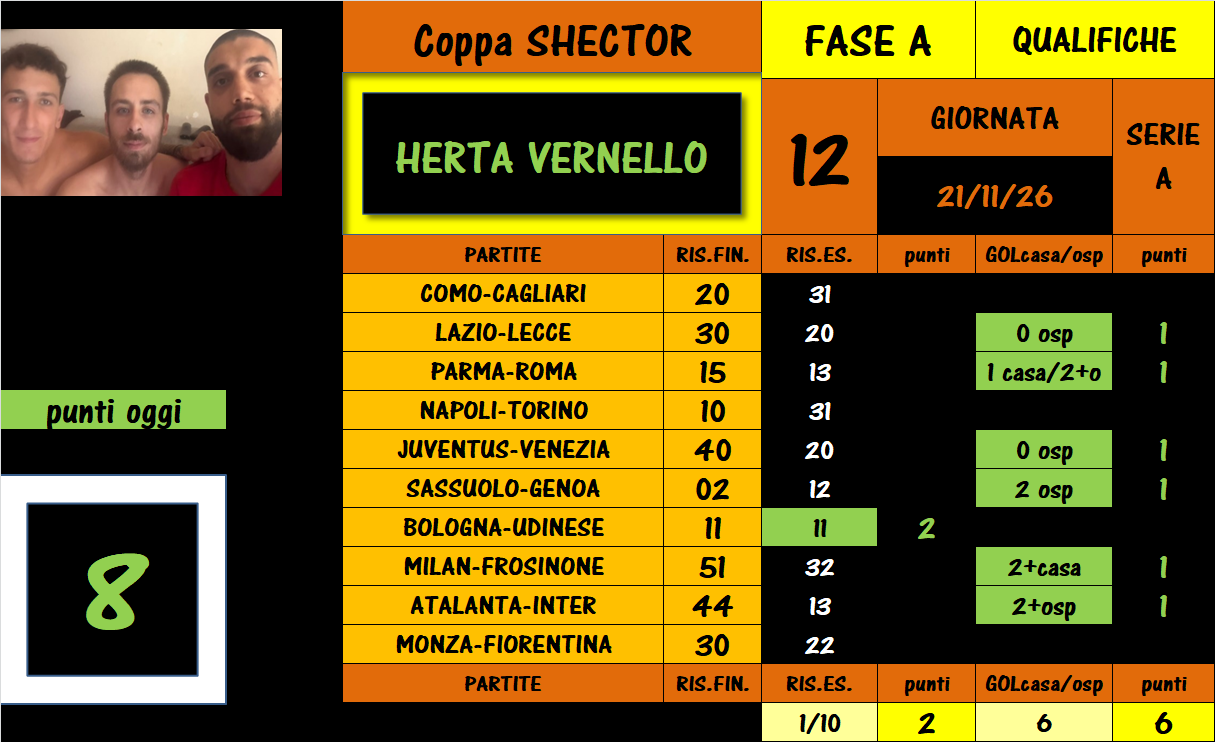 Coppa SHECTOR FASE A QUALIFICHE
HERTA VERNELLO
12
GIORNATA
21/11/26
SERIE
A
PARTITE RIS.FIN. RIS.ES. punti GOLcasa/osp punti
COMO-CAGLIARI 20 31
LAZIO-LECCE 30 20 0 osp 1
PARMA-ROMA 15 13 1 casa/2+o 1
NAPOLI-TORINO 10 31
JUVENTUS-VENEZIA 40 20 0 osp 1
SASSUOLO-GENOA 02 12 2 osp 1
BOLOGNA-UDINESE 11 11 2
MILAN-FROSINONE 51 32 2+casa 1
ATALANTA-INTER 44 13 2+osp 1
MONZA-FIORENTINA 30 22
PARTITE RIS.FIN. RIS.ES. punti GOLcasa/osp punti
1/10 2 6 6
punti oggi
8